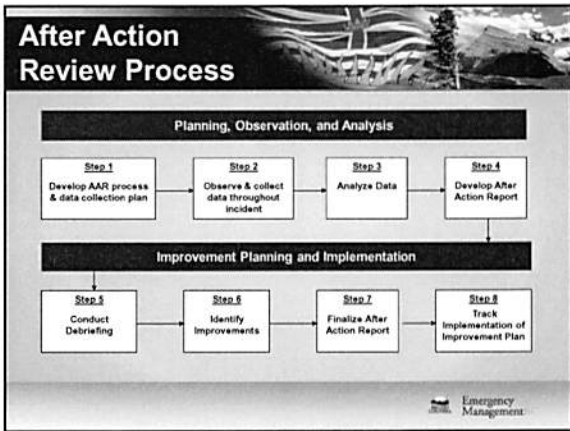 After Action
Review Process
Planning, Observation, and Analysis
Step 1
Develop AAR process
& data collection plan
Step 2
Observe & collect
data throughout
incident
Step 3
Analyze Data
Step 4
Develop After
Action Report
Improvement Planning and Implementation
Step 5
Conduct
Debriefing
Step 6
Identify
Improvements
Step 7
Finalize After
Action Report
Step 8
Track
Implementation of
Improvement Plan
Emergency
Management